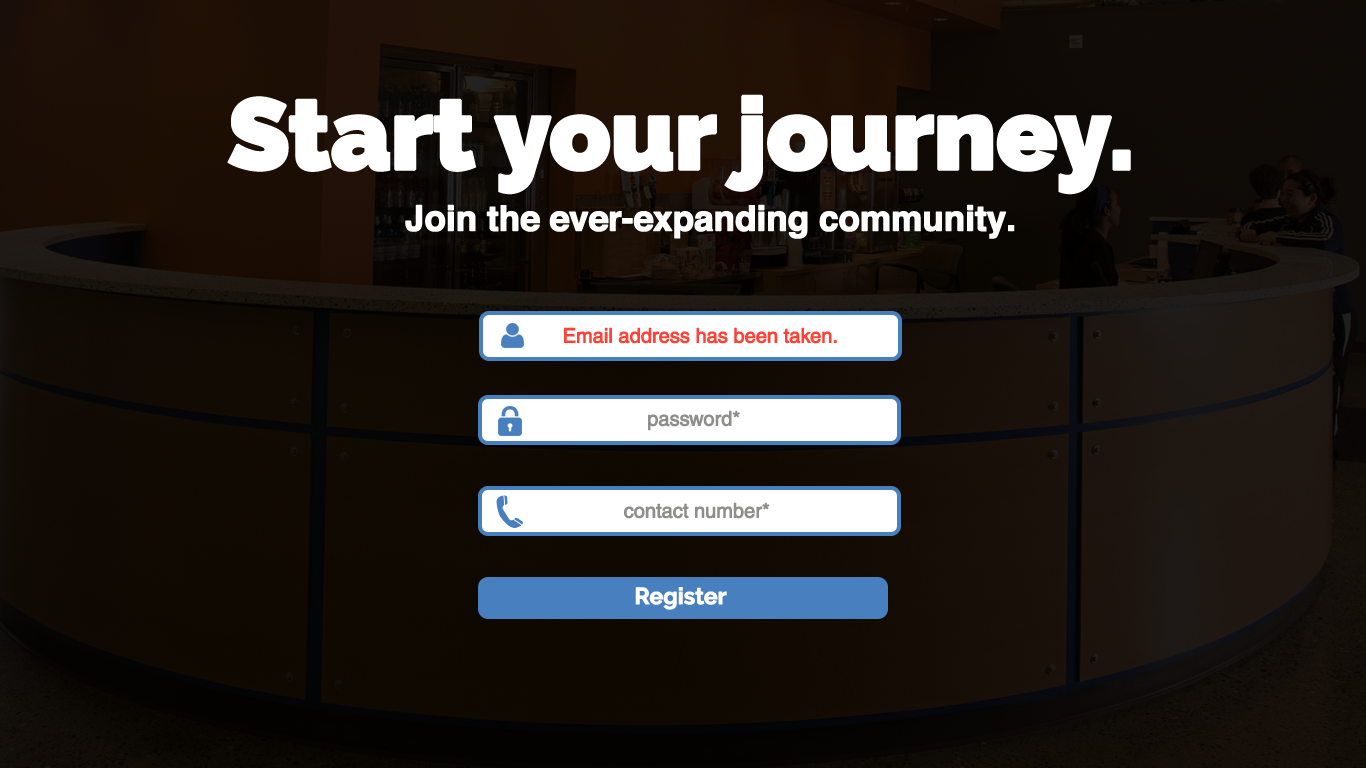 Start your journey.
Join the ever-expanding community.
Email address has been taken.
password*
contact number*
Register